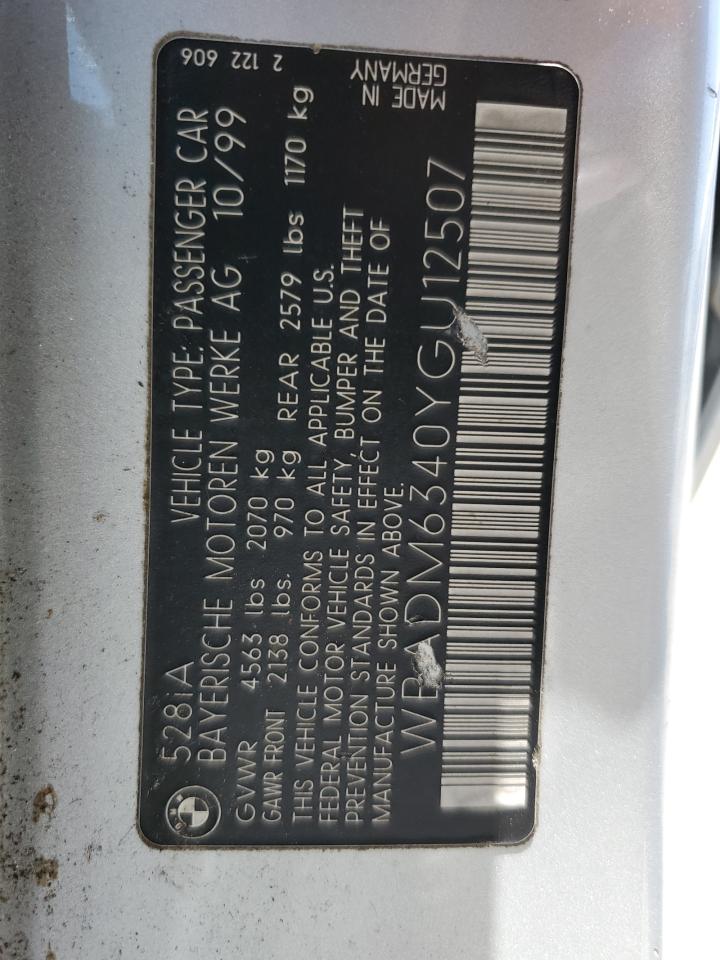 528iA VEHICLE TYPE: PASSENGER CAR 2 122 606
BAYERISCHE MOTOREN WERKE AG 10/99
GVWR 4563 lbs 2070 kg
GAWR FRONT 2138 lbs. 970 kg REAR 2579 lbs 1170 kg
THIS VEHICLE CONFORMS TO ALL APPLICABLE U.S.
FEDERAL MOTOR VEHICLE SAFETY, BUMPER AND THEFT
PREVENTION STANDARDS IN EFFECT ON THE DATE OF
MANUFACTURE SHOWN ABOVE.
MADE IN
GERMANY
WBADM6340YGU12507